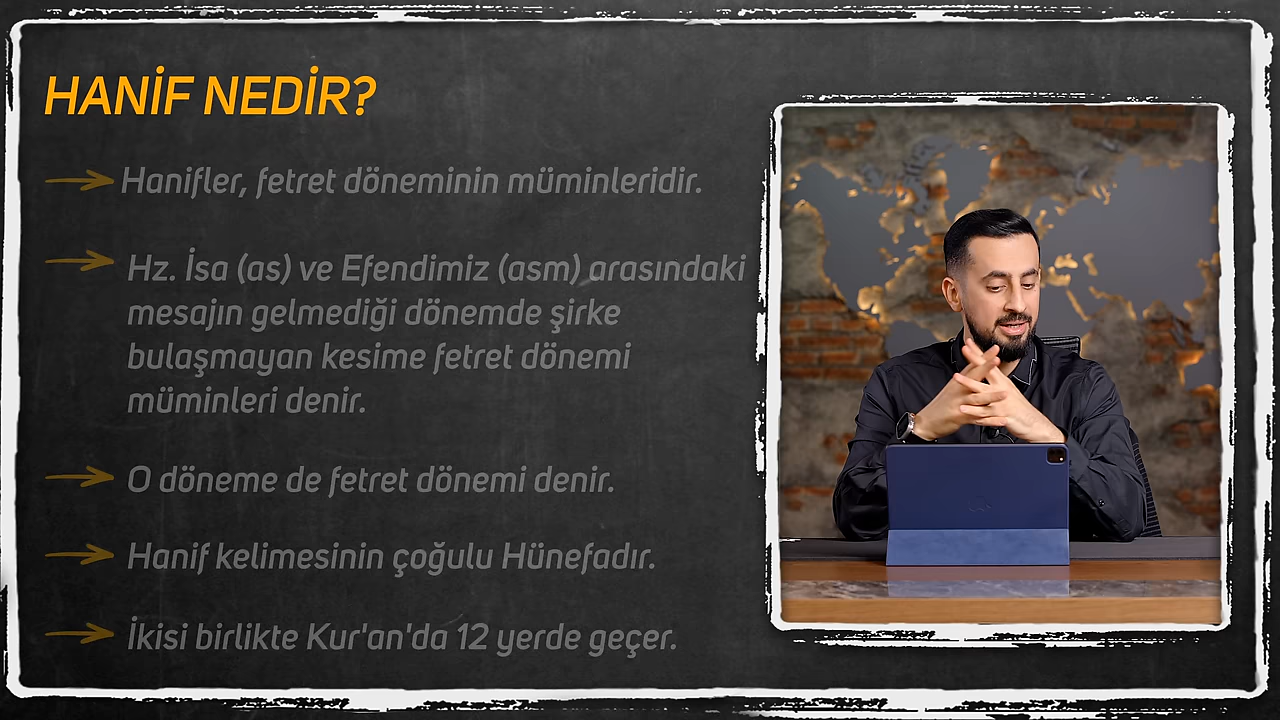 HANİF NEDİR?
Hanifler, fetret döneminin müminleridir.
Hz. İsa (as) ve Efendimiz (asm) arasındaki
mesajın gelmediği dönemde şirke
bulaşmayan kesime fetret dönemi
müminleri denir.
O döneme de fetret dönemi denir.
Hanif kelimesinin çoğulu Hünefadır.
İkisi birlikte Kur'an'da 12 yerde geçer.